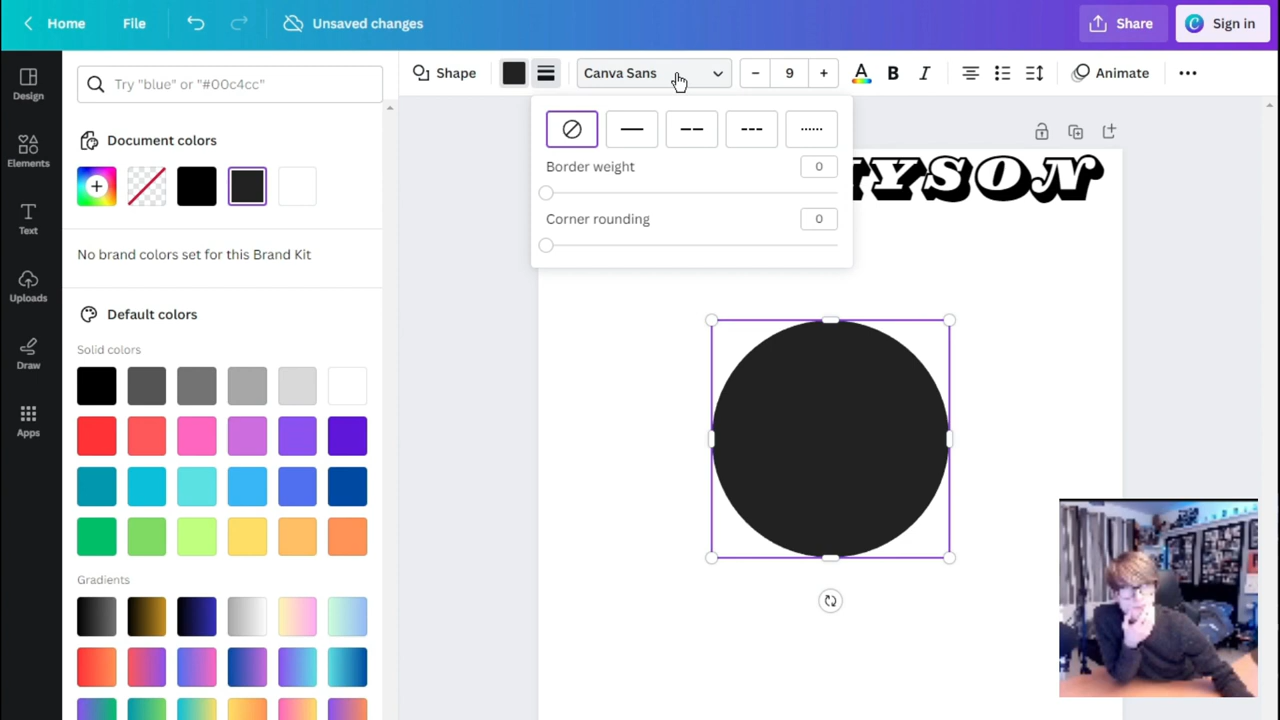 Home File Unsaved changes Share Sign in
Shape Canva Sans 9 B I Animate
Design
Elements
Text
Uploads
Draw
Apps
Try "blue" or "#00c4cc"
Document colors
No brand colors set for this Brand Kit
Default colors
Solid colors
Gradients
Border weight 0
Corner rounding 0
YSON